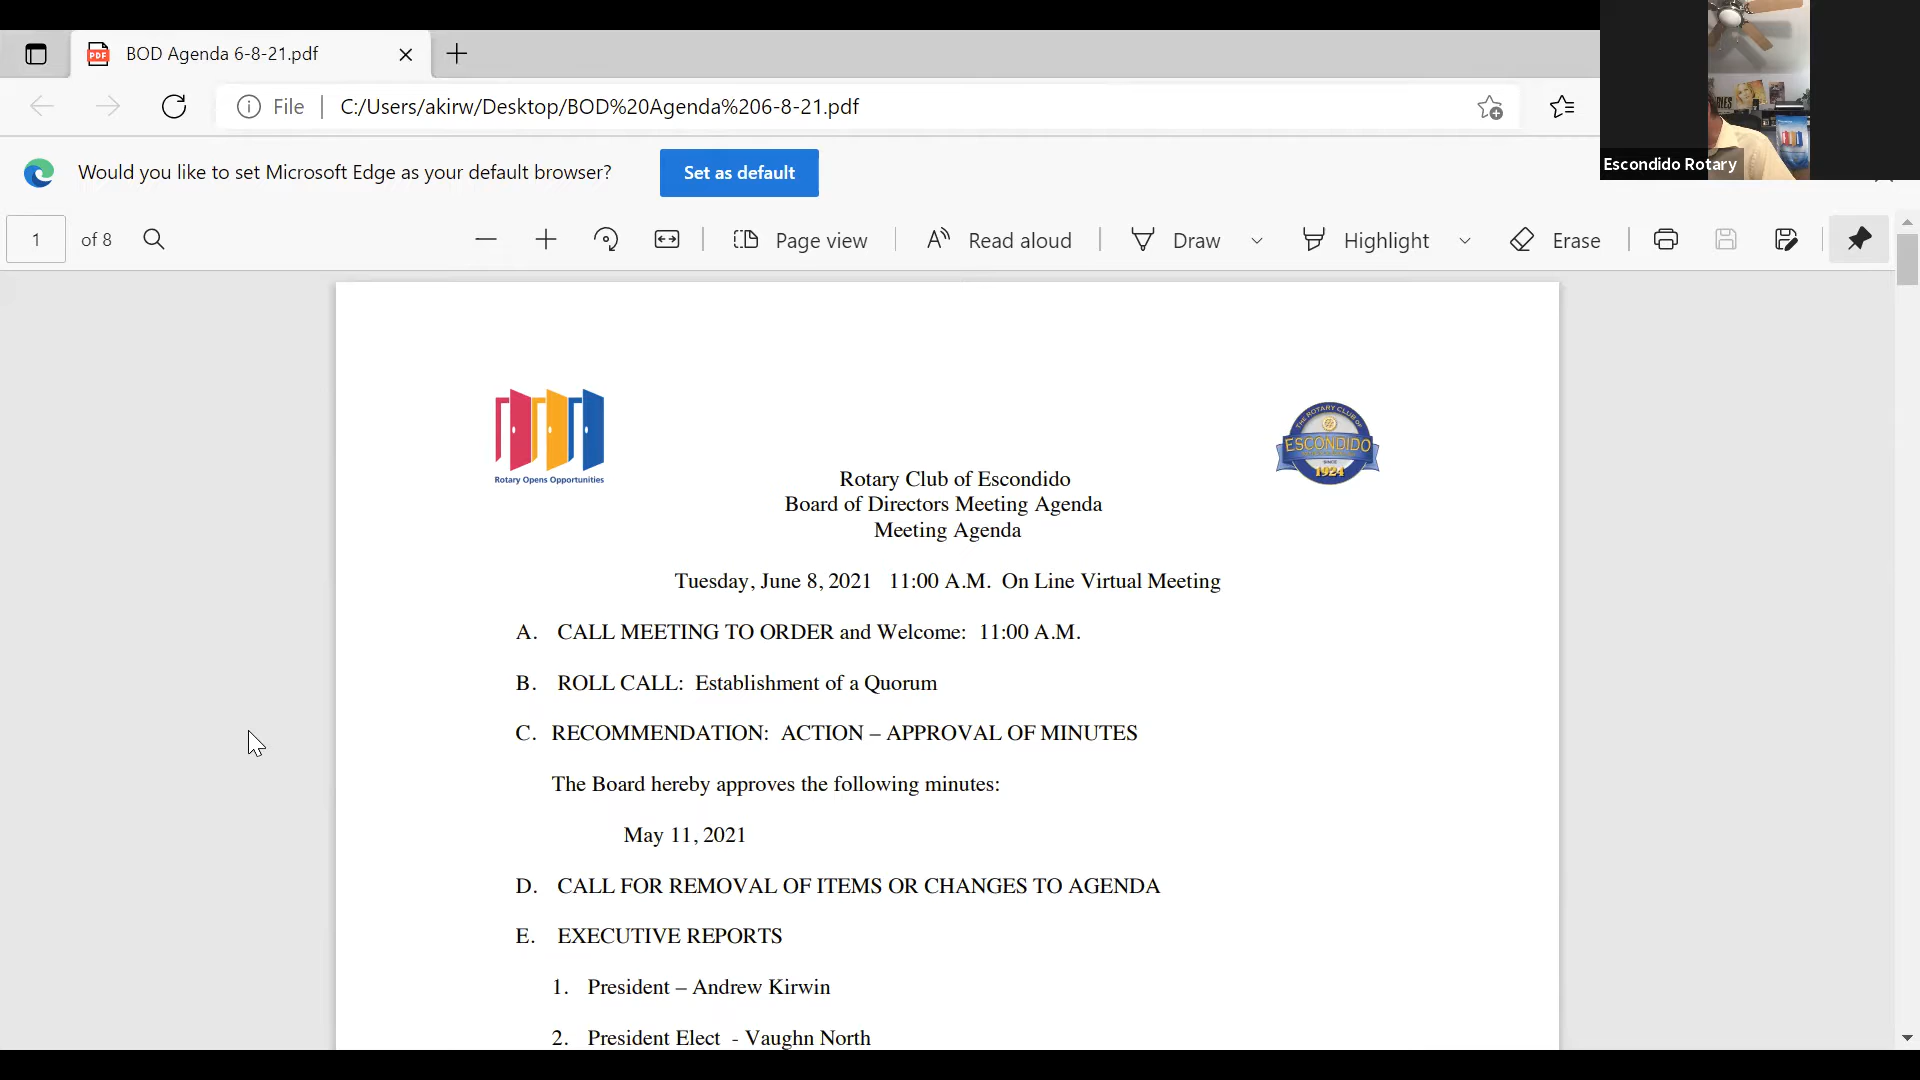 BOD Agenda 6-8-21.pdf
File
C:/Users/akirw/Desktop/BOD%20Agenda%206-8-21.pdf
Would you like to set Microsoft Edge as your default browser?
Set as default
Escondido Rotary
1 of 8
Page view
Read aloud
Draw
Highlight
Erase
Rotary Opens Opportunities
THE ROTARY CLUB OF
ESCONDIDO
SINCE
1924
Rotary Club of Escondido
Board of Directors Meeting Agenda
Meeting Agenda
Tuesday, June 8, 2021 11:00 A.M. On Line Virtual Meeting
A. CALL MEETING TO ORDER and Welcome: 11:00 A.M.
B. ROLL CALL: Establishment of a Quorum
C. RECOMMENDATION: ACTION – APPROVAL OF MINUTES
The Board hereby approves the following minutes:
May 11, 2021
D. CALL FOR REMOVAL OF ITEMS OR CHANGES TO AGENDA
E. EXECUTIVE REPORTS
1. President – Andrew Kirwin
2. President Elect - Vaughn North